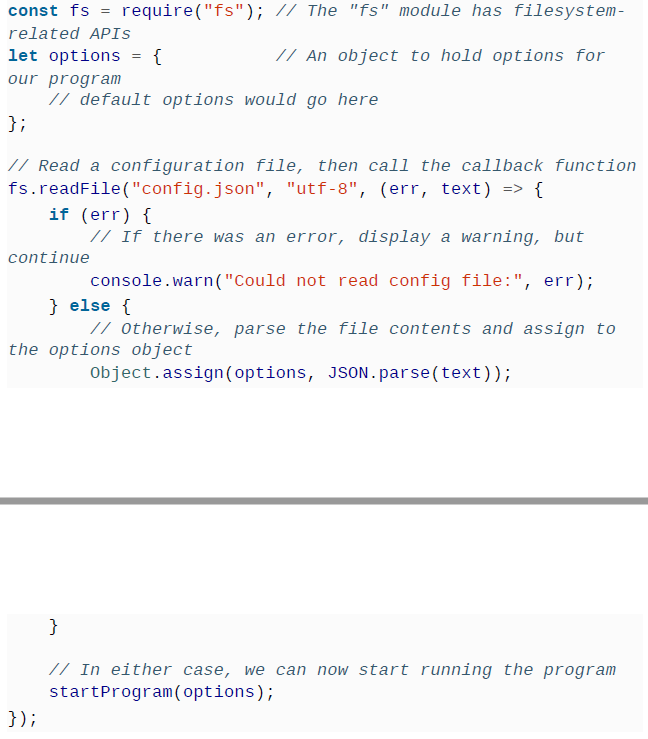 const fs = require("fs"); // The "fs" module has filesystem-
related APIs
let options = {           // An object to hold options for
our program
    // default options would go here
};

// Read a configuration file, then call the callback function
fs.readFile("config.json", "utf-8", (err, text) => {
    if (err) {
        // If there was an error, display a warning, but
continue
        console.warn("Could not read config file:", err);
    } else {
        // Otherwise, parse the file contents and assign to
the options object
        Object.assign(options, JSON.parse(text));
    }

    // In either case, we can now start running the program
    startProgram(options);
});